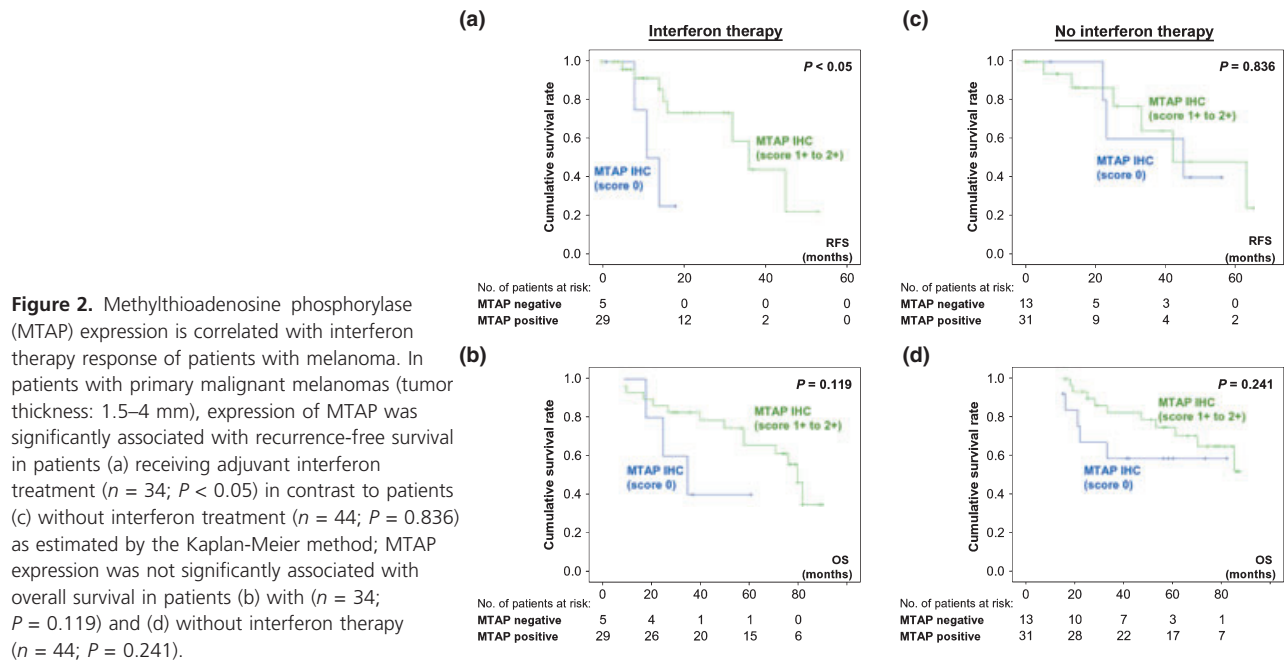 (a)
Interferon therapy
P < 0.05
1.0
0.8
0.6
0.4
0.2
0.0
Cumulative survival rate
MTAP IHC
(score 1+ to 2+)
MTAP IHC
(score 0)
RFS
(months)
0 20 40 60
No. of patients at risk:
MTAP negative 5 0 0 0
MTAP positive 29 12 2 0
(c)
No interferon therapy
P = 0.836
1.0
0.8
0.6
0.4
0.2
0.0
Cumulative survival rate
MTAP IHC
(score 1+ to 2+)
MTAP IHC
(score 0)
RFS
(months)
0 20 40 60
No. of patients at risk:
MTAP negative 13 5 3 0
MTAP positive 31 9 4 2
(b)
P = 0.119
1.0
0.8
0.6
0.4
0.2
0.0
Cumulative survival rate
MTAP IHC
(score 1+ to 2+)
MTAP IHC
(score 0)
OS
(months)
0 20 40 60 80
No. of patients at risk:
MTAP negative 5 4 1 1 0
MTAP positive 29 26 20 15 6
(d)
P = 0.241
1.0
0.8
0.6
0.4
0.2
0.0
Cumulative survival rate
MTAP IHC
(score 1+ to 2+)
MTAP IHC
(score 0)
OS
(months)
0 20 40 60 80
No. of patients at risk:
MTAP negative 13 10 7 3 1
MTAP positive 31 28 22 17 7
Figure 2. Methylthioadenosine phosphorylase
(MTAP) expression is correlated with interferon
therapy response of patients with melanoma. In
patients with primary malignant melanomas (tumor
thickness: 1.5–4 mm), expression of MTAP was
significantly associated with recurrence-free survival
in patients (a) receiving adjuvant interferon
treatment (n = 34; P < 0.05) in contrast to patients
(c) without interferon treatment (n = 44; P = 0.836)
as estimated by the Kaplan-Meier method; MTAP
expression was not significantly associated with
overall survival in patients (b) with (n = 34;
P = 0.119) and (d) without interferon therapy
(n = 44; P = 0.241).